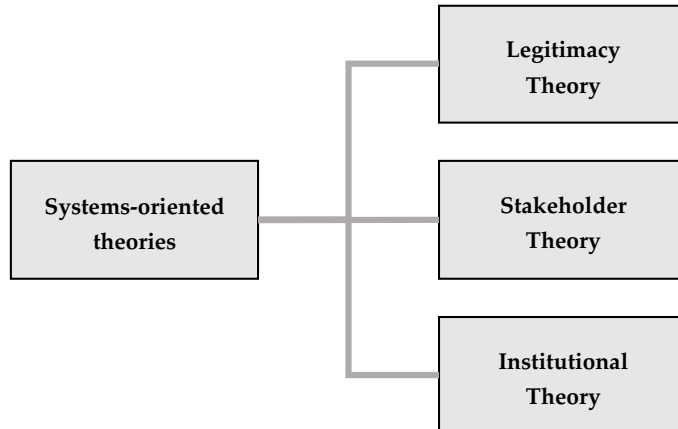 Legitimacy
Theory
Systems-oriented
theories
Stakeholder
Theory
Institutional
Theory